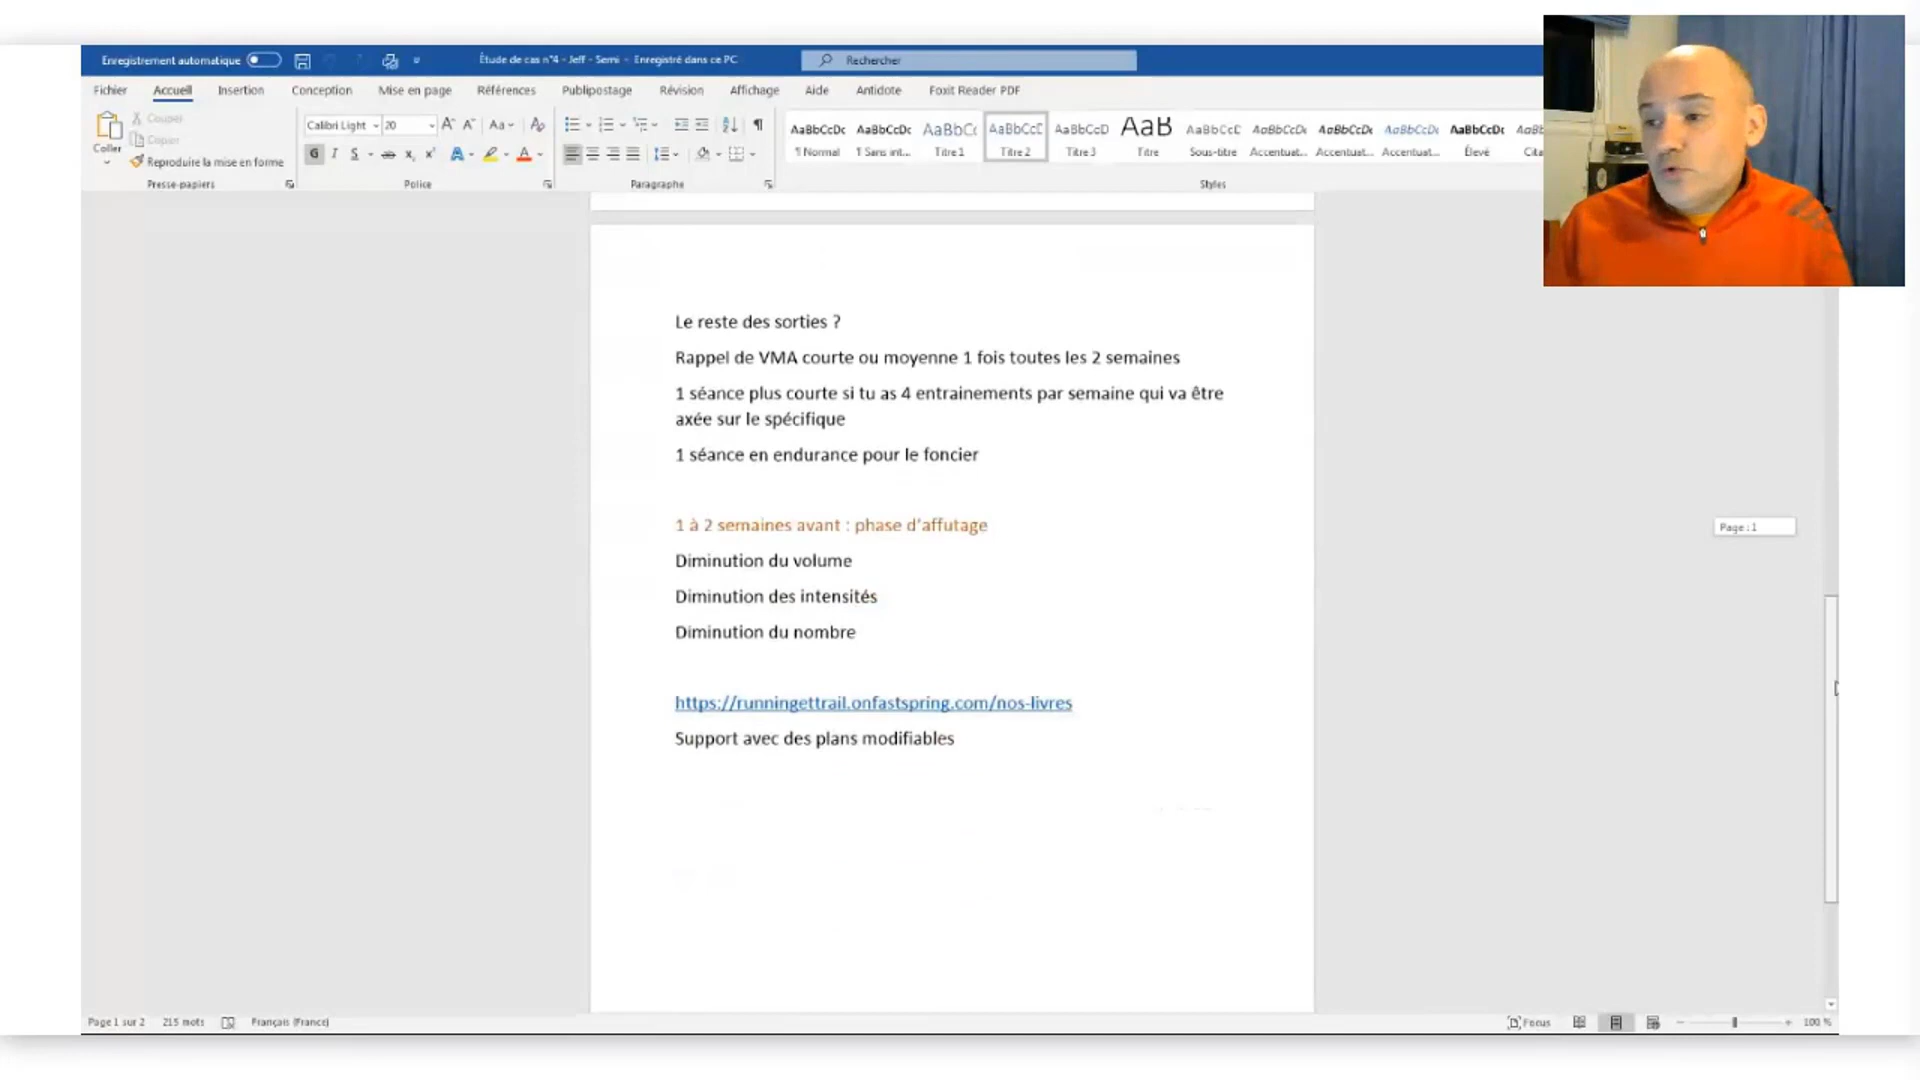 Enregistrement automatique
Étude de cas n°4 - Jeff - Semi - Enregistré dans ce PC
Rechercher
Fichier Accueil Insertion Conception Mise en page Références Publipostage Révision Affichage Aide Antidote Foxit Reader PDF
Coller
Couper
Copier
Reproduire la mise en forme
Presse-papiers
Calibri Light 20
Police
Paragraphe
AaBbCcDc AaBbCcDc AaBbCc AaBbCcD AaBbCcD AaB AaBbCcD AaBbCcDc AaBbCcDc AaBbCcDc AaBbCcDc AaBb
¶ Normal ¶ Sans int... Titre 1 Titre 2 Titre 3 Titre Sous-titre Accentuat... Accentuat... Accentuat... Élevé Cita
Styles
Le reste des sorties ?
Rappel de VMA courte ou moyenne 1 fois toutes les 2 semaines
1 séance plus courte si tu as 4 entrainements par semaine qui va être
axée sur le spécifique
1 séance en endurance pour le foncier
1 à 2 semaines avant : phase d'affutage
Page : 1
Diminution du volume
Diminution des intensités
Diminution du nombre
https://runningettrail.onfastspring.com/nos-livres
Support avec des plans modifiables
Page 1 sur 2 215 mots Français (France)
Focus
100 %